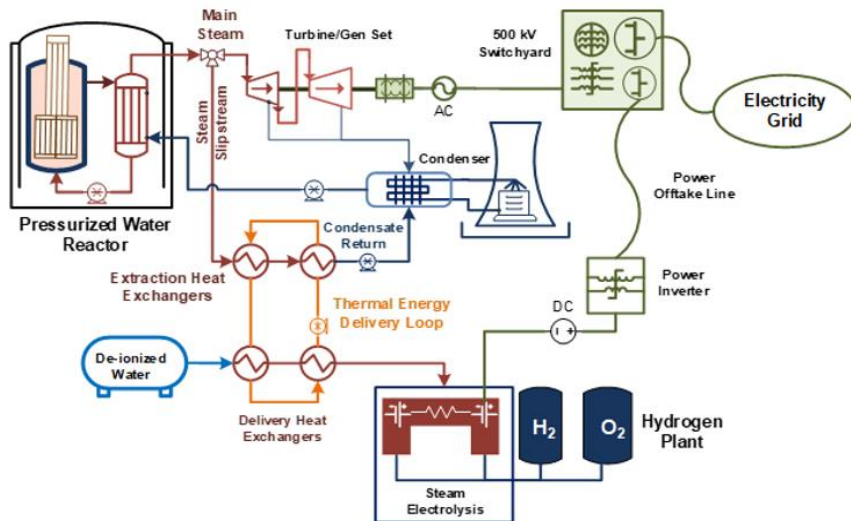 Main
Steam
Turbine/Gen Set
500 kV
Switchyard
AC
Electricity
Grid
Steam
Slipstream
Condenser
Power
Offtake Line
Pressurized Water
Reactor
Condensate
Return
Extraction Heat
Exchangers
Thermal Energy
Delivery Loop
Power
Inverter
DC
De-ionized
Water
Delivery Heat
Exchangers
H2
O2
Hydrogen
Plant
Steam
Electrolysis